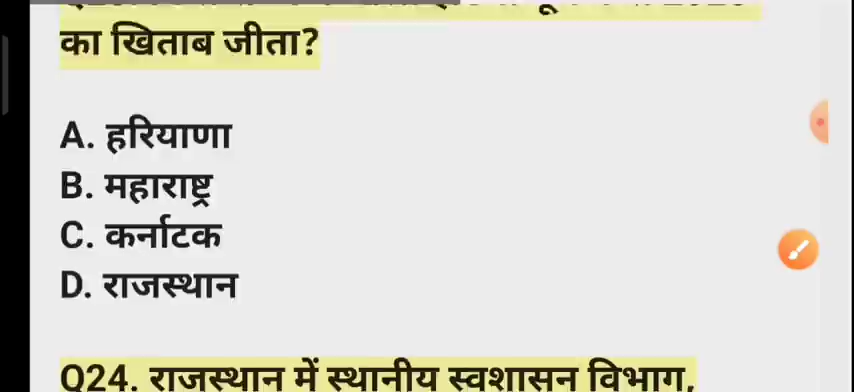 का खिताब जीता?
A. हरियाणा
B. महाराष्ट्र
C. कर्नाटक
D. राजस्थान
Q24. राजस्थान में स्थानीय स्वशासन विभाग,